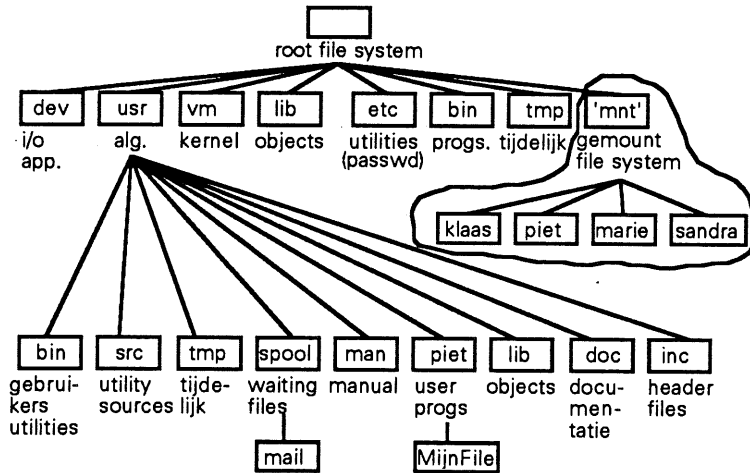 root file system
dev usr vm lib etc bin tmp 'mnt'
i/o app.
alg.
kernel
objects
utilities (passwd)
progs.
tijdelijk
gemount file system
klaas piet marie sandra
bin src tmp spool man piet lib doc inc
gebrui-
kers
utilities
utility
sources
tijde-
lijk
waiting
files
manual
user
progs
objects
docu-
men-
tatie
header
files
mail
MijnFile